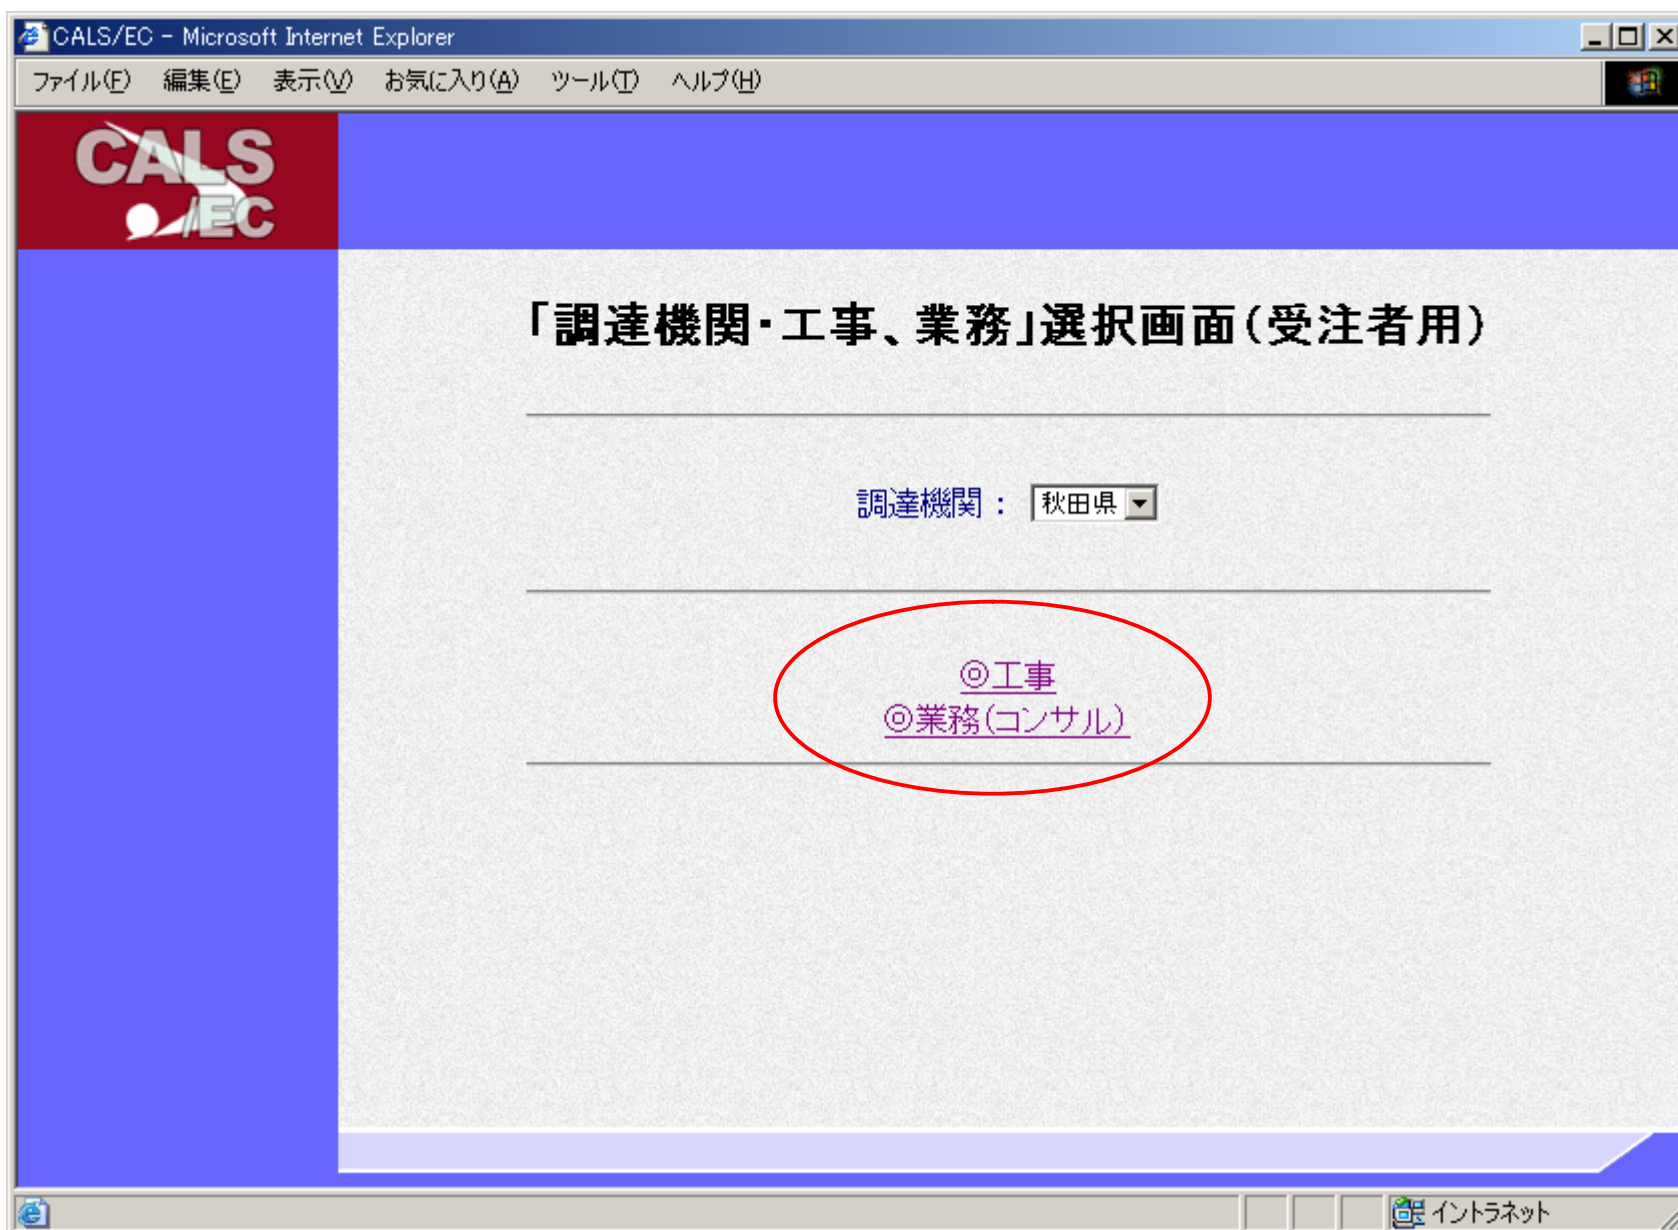 CALS/EC - Microsoft Internet Explorer
ファイル(F) 編集(E) 表示(V) お気に入り(A) ツール(T) ヘルプ(H)
CALS
/EC
「調達機関・工事、業務」選択画面(受注者用)
調達機関： 秋田県
◎工事
◎業務(コンサル)
イントラネット